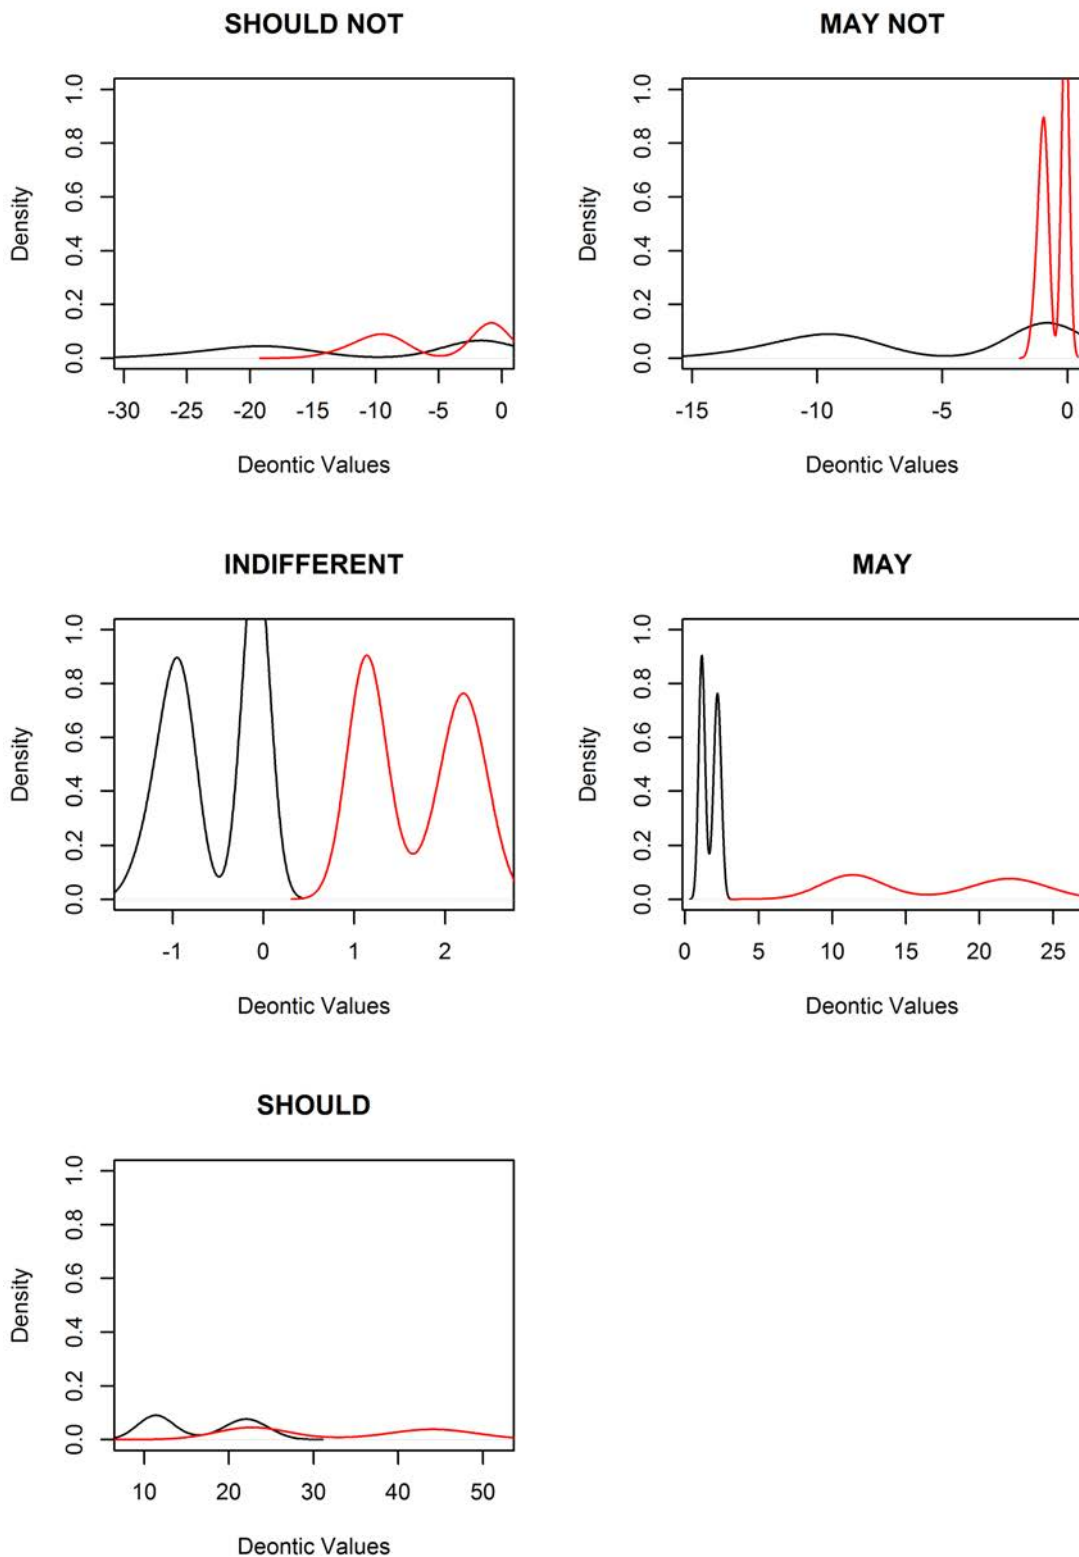 SHOULD NOT
Density
0.0 0.2 0.4 0.6 0.8 1.0
-30 -25 -20 -15 -10 -5 0
Deontic Values
MAY NOT
Density
0.0 0.2 0.4 0.6 0.8 1.0
-15 -10 -5 0
Deontic Values
INDIFFERENT
Density
0.0 0.2 0.4 0.6 0.8 1.0
-1 0 1 2
Deontic Values
MAY
Density
0.0 0.2 0.4 0.6 0.8 1.0
0 5 10 15 20 25
Deontic Values
SHOULD
Density
0.0 0.2 0.4 0.6 0.8 1.0
10 20 30 40 50
Deontic Values